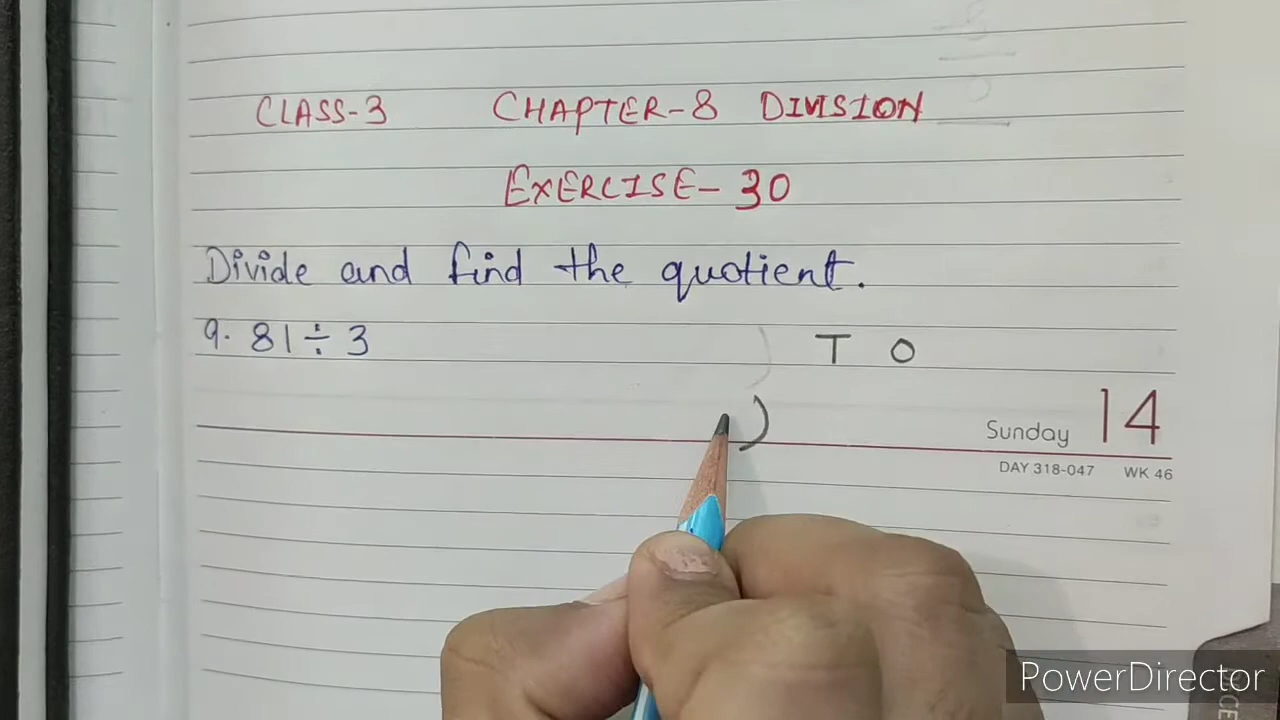 CLASS-3 CHAPTER-8 DIVISION
EXERCISE-30
Divide and find the quotient.
9. 81 ÷ 3
T O
)
Sunday 14
DAY 318-047 WK 46
PowerDirector